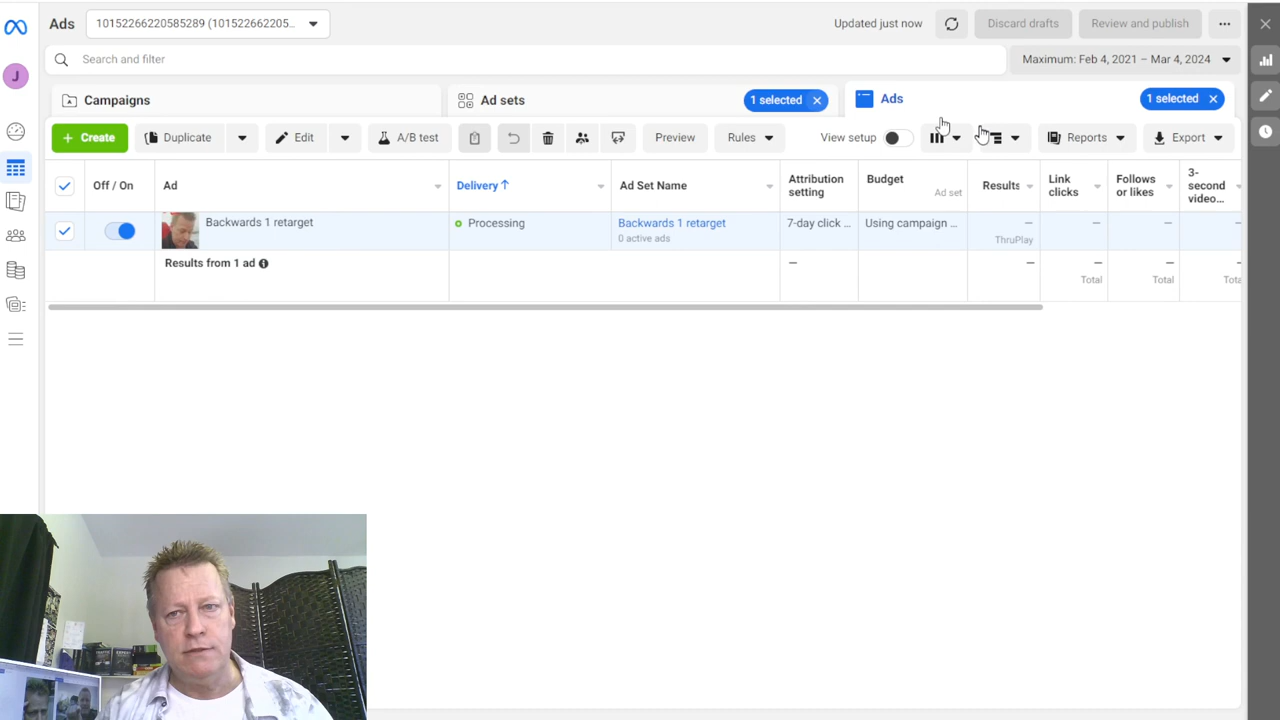 Ads
10152266220585289 (101522662205...
Updated just now
Discard drafts
Review and publish
Search and filter
Maximum: Feb 4, 2021 – Mar 4, 2024
J
Campaigns
Ad sets
1 selected
Ads
1 selected
+ Create
Duplicate
Edit
A/B test
Preview
Rules
View setup
Reports
Export
Off / On
Ad
Delivery ↑
Ad Set Name
Attribution setting
Budget
Ad set
Results
Link clicks
Follows or likes
3-second video...
Backwards 1 retarget
Processing
Backwards 1 retarget
0 active ads
7-day click ...
Using campaign ...
—
ThruPlay
—
—
—
Results from 1 ad
—
—
—
Total
—
Total
—
Tota